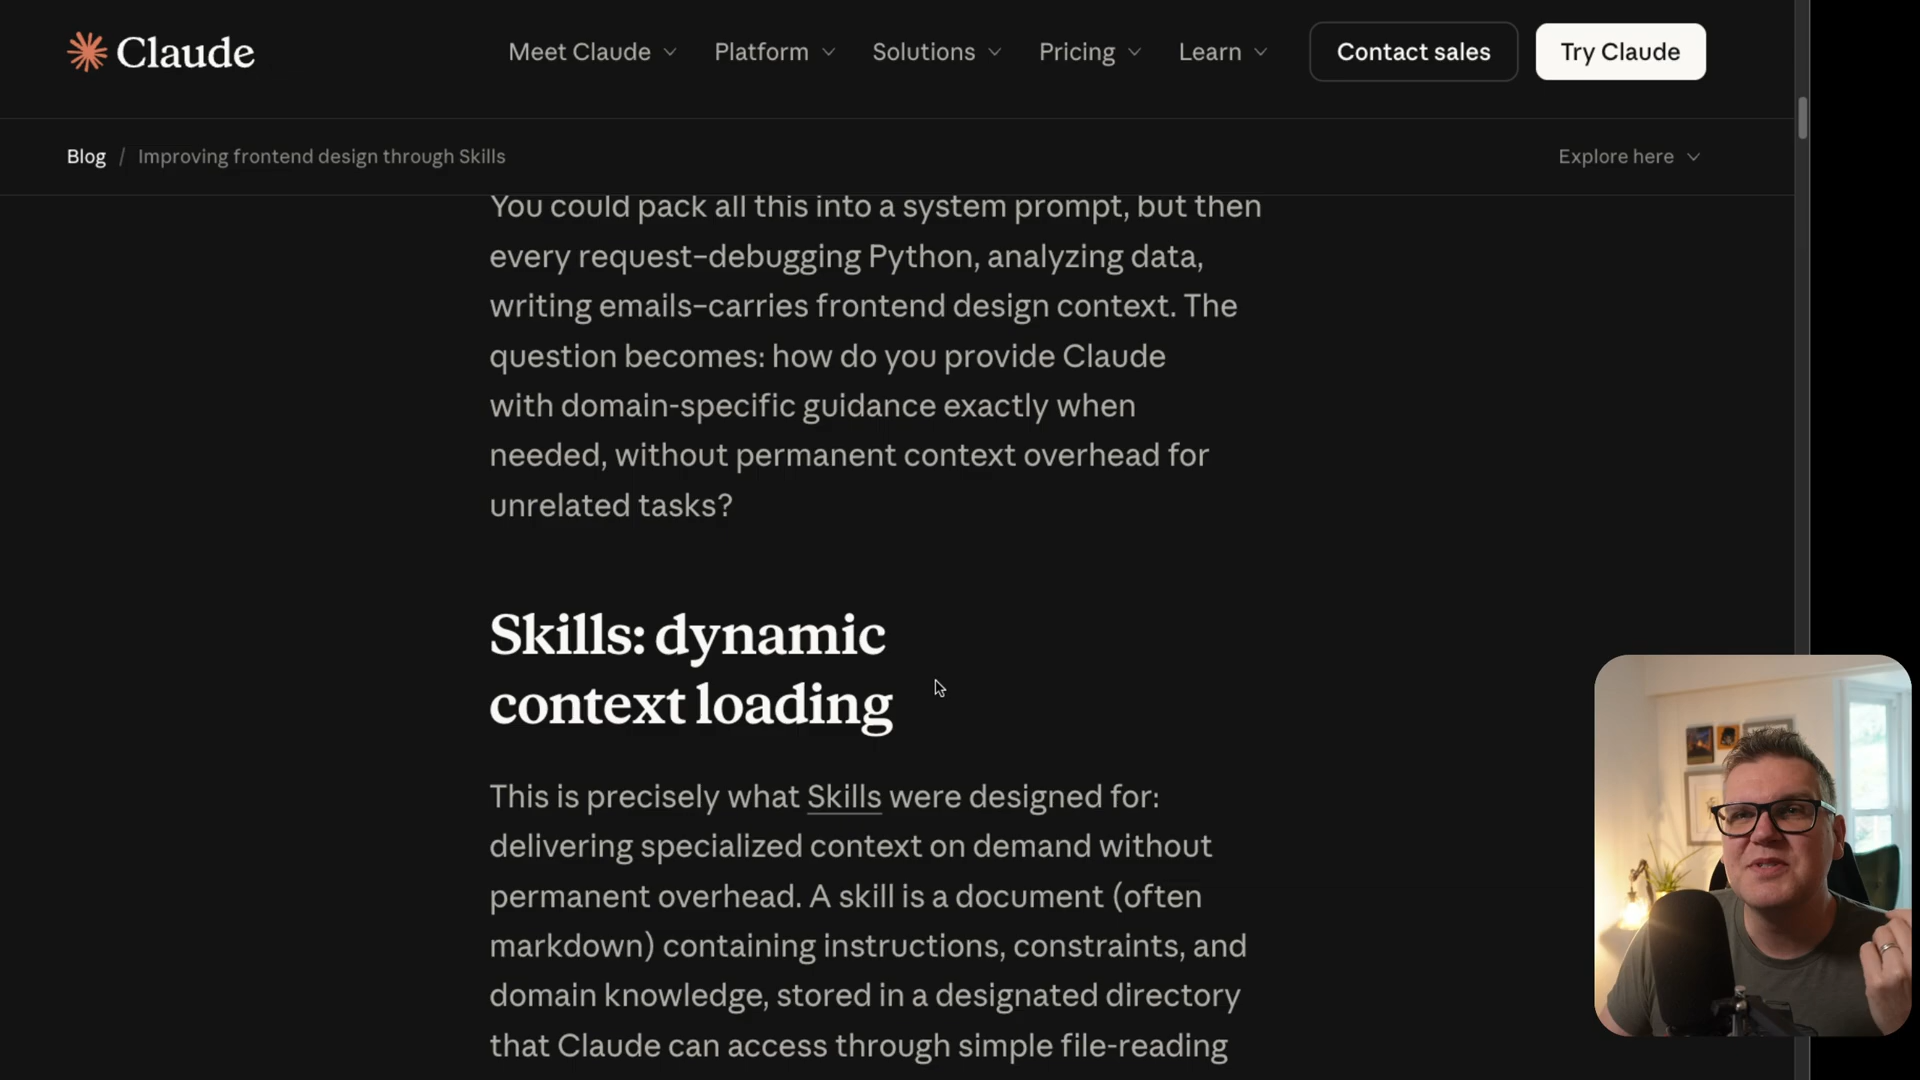 Claude
Meet Claude
Platform
Solutions
Pricing
Learn
Contact sales
Try Claude
Blog / Improving frontend design through Skills
Explore here
You could pack all this into a system prompt, but then
every request–debugging Python, analyzing data,
writing emails–carries frontend design context. The
question becomes: how do you provide Claude
with domain-specific guidance exactly when
needed, without permanent context overhead for
unrelated tasks?
Skills: dynamic
context loading
This is precisely what Skills were designed for:
delivering specialized context on demand without
permanent overhead. A skill is a document (often
markdown) containing instructions, constraints, and
domain knowledge, stored in a designated directory
that Claude can access through simple file-reading